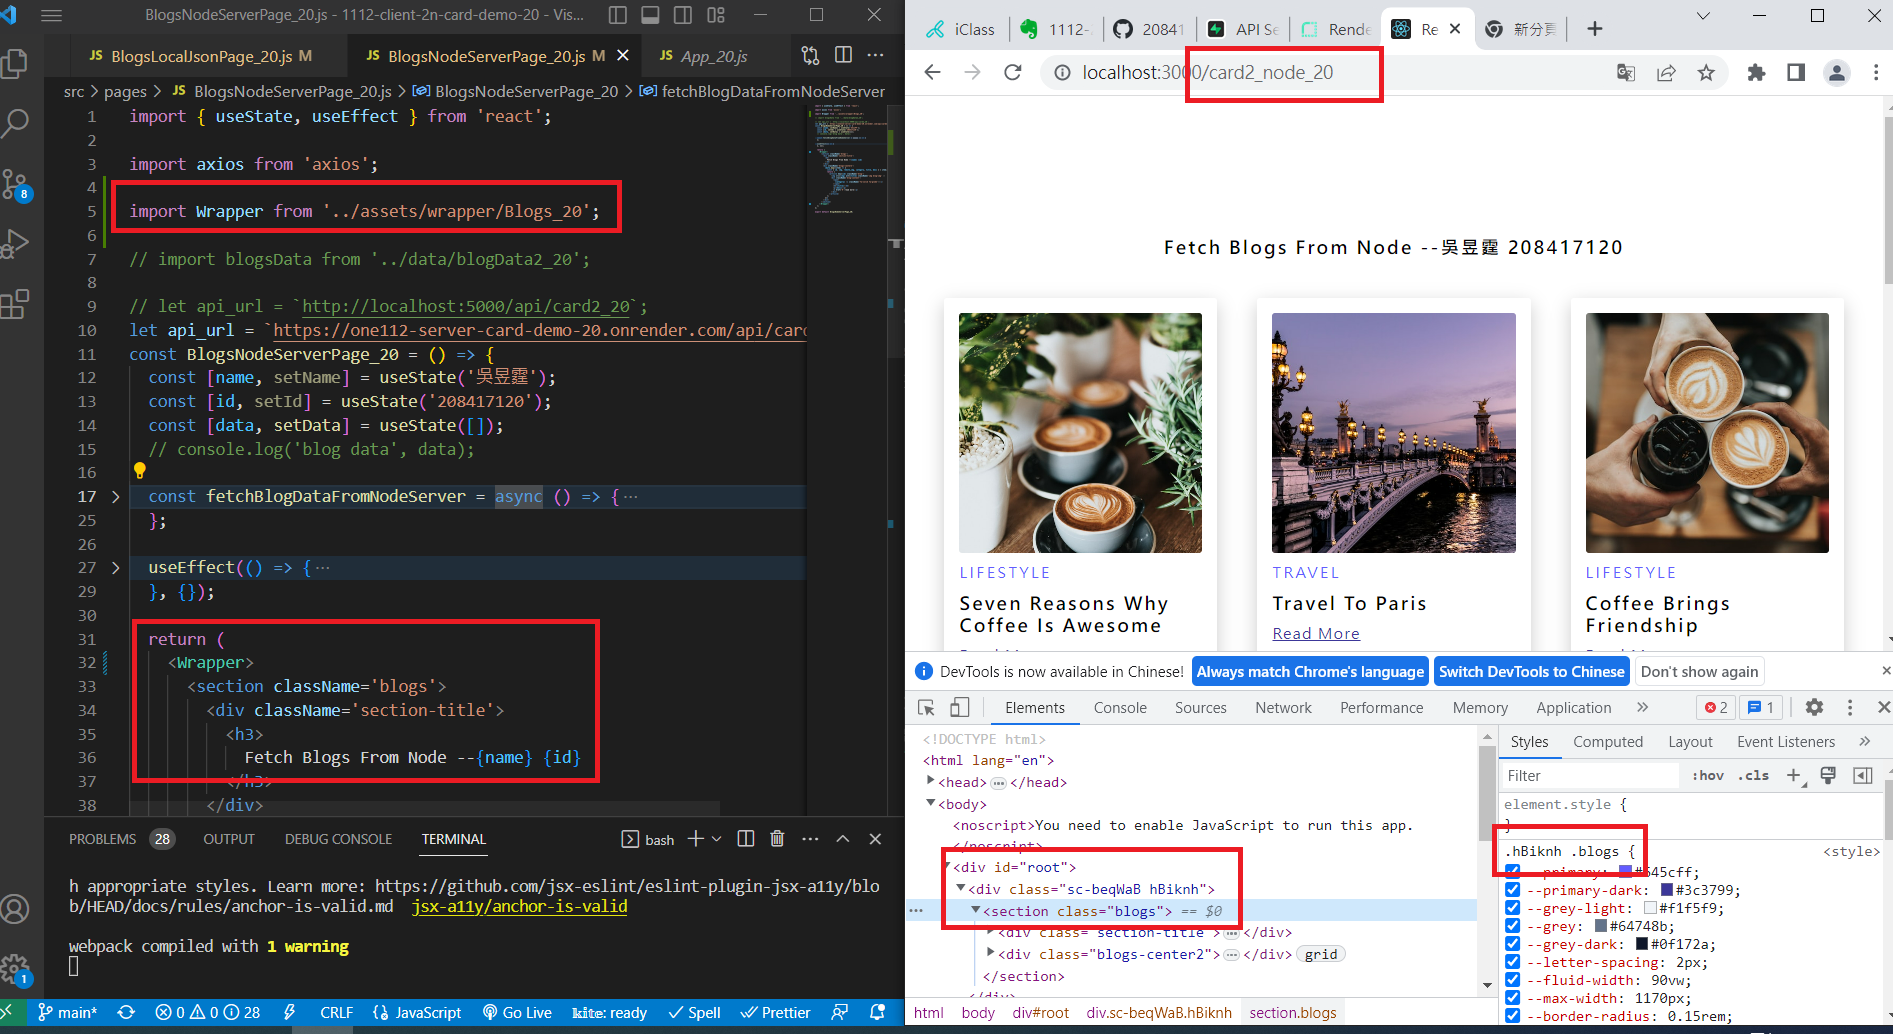 BlogsNodeServerPage_20.js - 1112-client-2n-card-demo-20 - Vis...
JS BlogsLocalJsonPage_20.js M
JS BlogsNodeServerPage_20.js M
JS App_20.js
src > pages > JS BlogsNodeServerPage_20.js > BlogsNodeServerPage_20 > fetchBlogDataFromNodeServer
1 import { useState, useEffect } from 'react';
2
3 import axios from 'axios';
4
5 import Wrapper from '../assets/wrapper/Blogs_20';
6
7 // import blogsData from '../data/blogData2_20';
8
9 // let api_url = `http://localhost:5000/api/card2_20`;
10 let api_url = `https://one112-server-card-demo-20.onrender.com/api/card
11 const BlogsNodeServerPage_20 = () => {
12 const [name, setName] = useState('吳昱霆');
13 const [id, setId] = useState('208417120');
14 const [data, setData] = useState([]);
15 // console.log('blog data', data);
16
17 const fetchBlogDataFromNodeServer = async () => { ...
25 };
26
27 useEffect(() => { ...
29 }, {});
30
31 return (
32 <Wrapper>
33 <section className='blogs'>
34 <div className='section-title'>
35 <h3>
36 Fetch Blogs From Node --{name} {id}
37 </h3>
38 </div>
PROBLEMS 28 OUTPUT DEBUG CONSOLE TERMINAL bash
h appropriate styles. Learn more: https://github.com/jsx-eslint/eslint-plugin-jsx-a11y/blo
b/HEAD/docs/rules/anchor-is-valid.md jsx-a11y/anchor-is-valid
webpack compiled with 1 warning
8
1
main* 0 0 28 CRLF {} JavaScript Go Live kite: ready Spell Prettier
iClass
1112-
20841
API Se
Rende
Re
新分頁
localhost:3000/card2_node_20
Fetch Blogs From Node --吳昱霆 208417120
LIFESTYLE
Seven Reasons Why
Coffee Is Awesome
TRAVEL
Travel To Paris
Read More
LIFESTYLE
Coffee Brings
Friendship
DevTools is now available in Chinese! Always match Chrome's language Switch DevTools to Chinese Don't show again
Elements Console Sources Network Performance Memory Application 2 1
<!DOCTYPE html>
<html lang="en">
<head> ... </head>
<body>
<noscript>You need to enable JavaScript to run this app.
</noscript>
<div id="root">
<div class="sc-beqWaB hBiknh">
<section class="blogs"> == $0
<div class="section-title"> ... </div>
<div class="blogs-center2"> ... </div> grid
</section>
</div>
html body div#root div.sc-beqWaB.hBiknh section.blogs
Styles Computed Layout Event Listeners
Filter :hov .cls
element.style {
}
.hBiknh .blogs { <style>
--primary: #645cff;
--primary-dark: #3c3799;
--grey-light: #f1f5f9;
--grey: #64748b;
--grey-dark: #0f172a;
--letter-spacing: 2px;
--fluid-width: 90vw;
--max-width: 1170px;
--border-radius: 0.15rem;